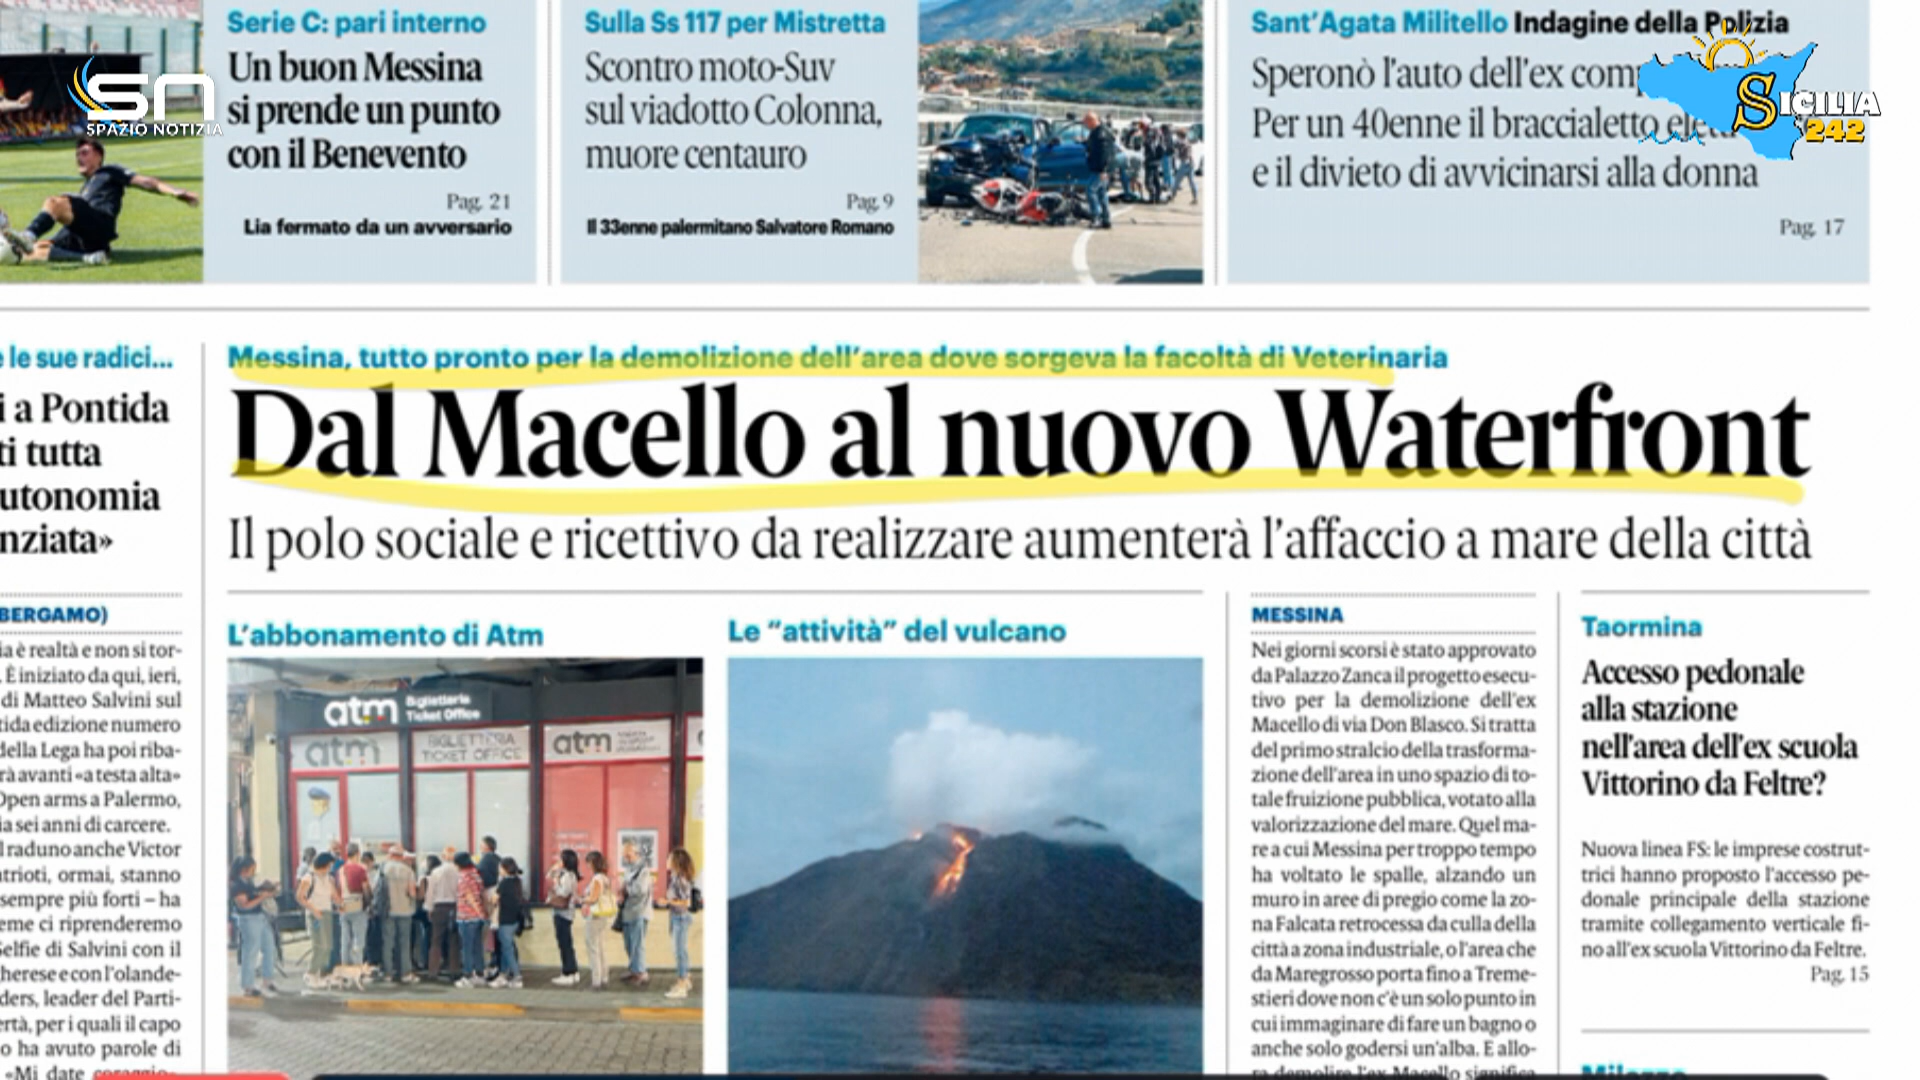 Serie C: pari interno
Un buon Messina
si prende un punto
con il Benevento
Pag. 21
Lia fermato da un avversario
Sulla Ss 117 per Mistretta
Scontro moto-Suv
sul viadotto Colonna,
muore centauro
Pag. 9
Il 33enne palermitano Salvatore Romano
Sant'Agata Militello Indagine della Polizia
Speronò l'auto dell'ex
Per un 40enne il braccialetto
e il divieto di avvicinarsi alla donna
Pag. 17
SN
SPAZIO NOTIZIA
SICILIA
242
e le sue radici...
i a Pontida
ti tutta
utonomia
nziata»
BERGAMO)
ia è realtà e non si tor-
. È iniziato da qui, ieri,
di Matteo Salvini sul
tida edizione numero
della Lega ha poi riba-
rà avanti «a testa alta»
Open arms a Palermo,
ia sei anni di carcere.
l raduno anche Victor
trioti, ormai, stanno
sempre più forti – ha
eme ci riprenderemo
Selfie di Salvini con il
gherese e con l'olande-
ders, leader del Parti-
ertà, per i quali il capo
o ha avuto parole di
«Mi date coraggio
Messina, tutto pronto per la demolizione dell'area dove sorgeva la facoltà di Veterinaria
Dal Macello al nuovo Waterfront
Il polo sociale e ricettivo da realizzare aumenterà l'affaccio a mare della città
L'abbonamento di Atm
atm Biglietteria
Ticket Office
atm
BIGLIETTERIA
TICKET OFFICE
atm
Le "attività" del vulcano
MESSINA
Nei giorni scorsi è stato approvato
da Palazzo Zanca il progetto esecu-
tivo per la demolizione dell'ex
Macello di via Don Blasco. Si tratta
del primo stralcio della trasforma-
zione dell'area in uno spazio di to-
tale fruizione pubblica, votato alla
valorizzazione del mare. Quel ma-
re a cui Messina per troppo tempo
ha voltato le spalle, alzando un
muro in aree di pregio come la zo-
na Falcata retrocessa da culla della
città a zona industriale, o l'area che
da Maregrosso porta fino a Treme-
stieri dove non c'è un solo punto in
cui immaginare di fare un bagno o
anche solo godersi un'alba. E allo-
ra demolire l'ex Macello significa
Taormina
Accesso pedonale
alla stazione
nell'area dell'ex scuola
Vittorino da Feltre?
Nuova linea FS: le imprese costrut-
trici hanno proposto l'accesso pe-
donale principale della stazione
tramite collegamento verticale fi-
no all'ex scuola Vittorino da Feltre.
Pag. 15
Milazzo